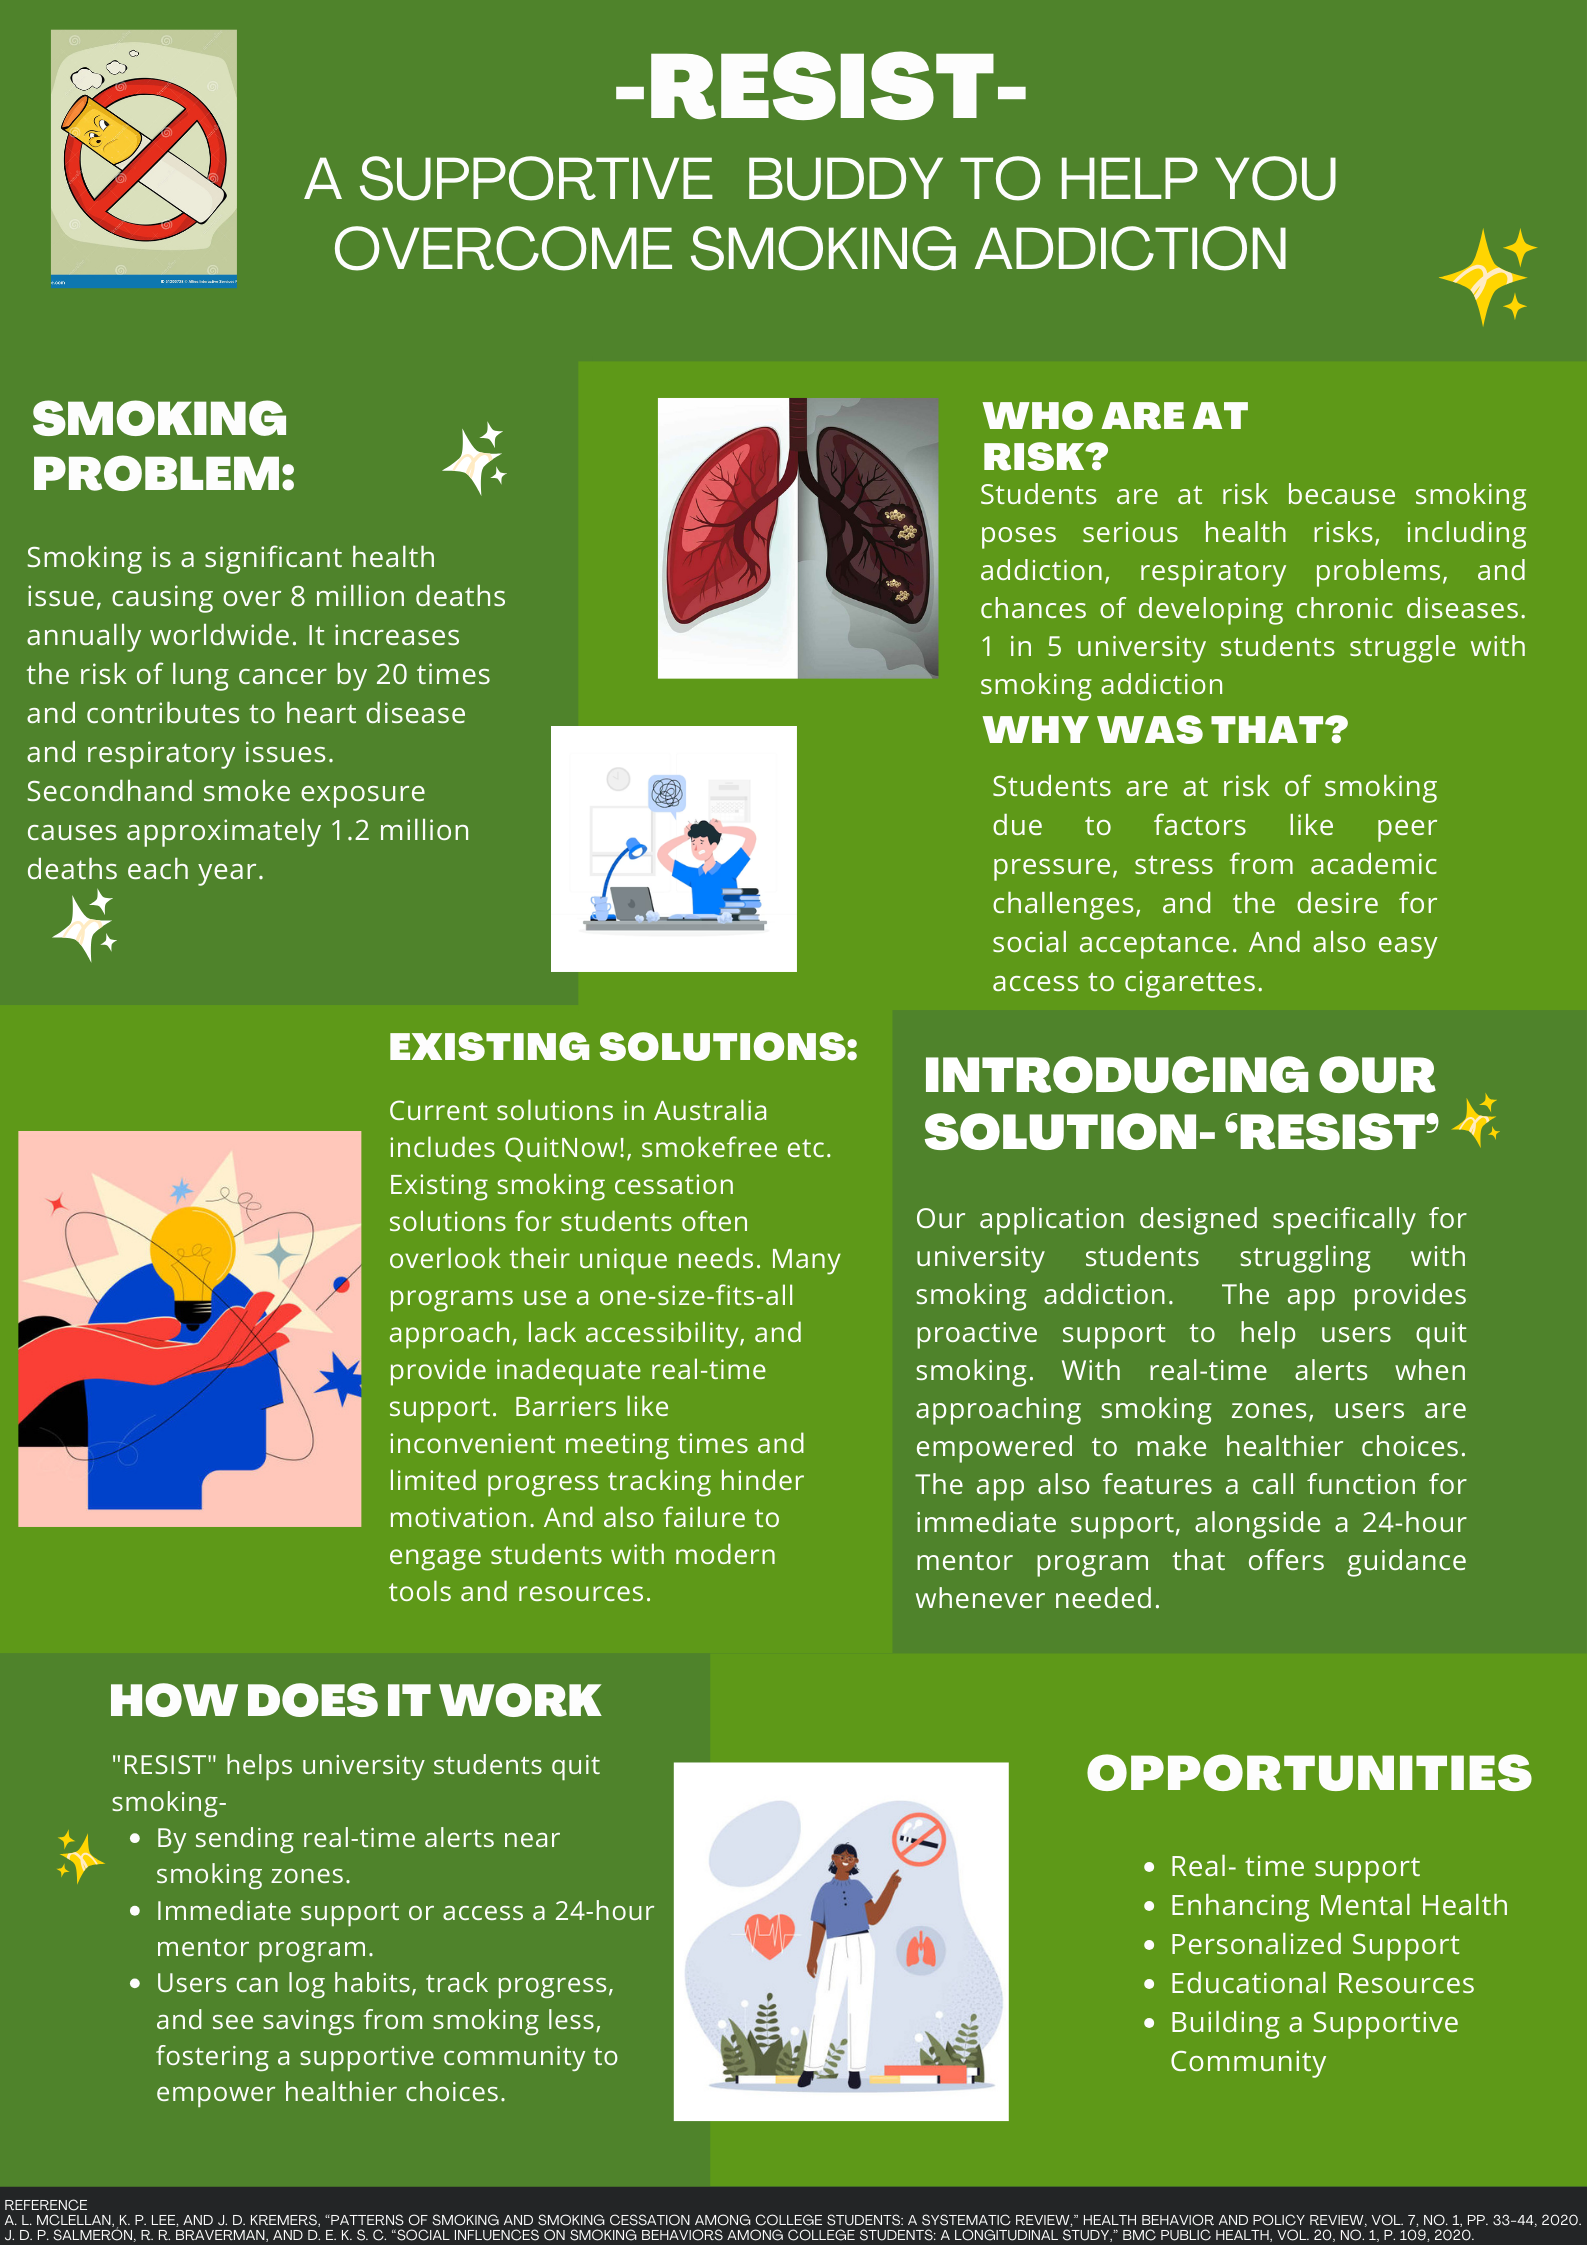 -RESIST-
A SUPPORTIVE BUDDY TO HELP YOU
OVERCOME SMOKING ADDICTION
SMOKING
PROBLEM:
Smoking is a significant health
issue, causing over 8 million deaths
annually worldwide. It increases
the risk of lung cancer by 20 times
and contributes to heart disease
and respiratory issues.
Secondhand smoke exposure
causes approximately 1.2 million
deaths each year.
WHO ARE AT
RISK?
Students are at risk because smoking
poses serious health risks, including
addiction, respiratory problems, and
chances of developing chronic diseases.
1 in 5 university students struggle with
smoking addiction
WHY WAS THAT?
Students are at risk of smoking
due to factors like peer
pressure, stress from academic
challenges, and the desire for
social acceptance. And also easy
access to cigarettes.
EXISTING SOLUTIONS:
Current solutions in Australia
includes QuitNow!, smokefree etc.
Existing smoking cessation
solutions for students often
overlook their unique needs. Many
programs use a one-size-fits-all
approach, lack accessibility, and
provide inadequate real-time
support. Barriers like
inconvenient meeting times and
limited progress tracking hinder
motivation. And also failure to
engage students with modern
tools and resources.
INTRODUCING OUR
SOLUTION- ‘RESIST’
Our application designed specifically for
university students struggling with
smoking addiction. The app provides
proactive support to help users quit
smoking. With real-time alerts when
approaching smoking zones, users are
empowered to make healthier choices.
The app also features a call function for
immediate support, alongside a 24-hour
mentor program that offers guidance
whenever needed.
HOW DOES IT WORK
"RESIST" helps university students quit
smoking-
• By sending real-time alerts near
smoking zones.
• Immediate support or access a 24-hour
mentor program.
• Users can log habits, track progress,
and see savings from smoking less,
fostering a supportive community to
empower healthier choices.
OPPORTUNITIES
• Real- time support
• Enhancing Mental Health
• Personalized Support
• Educational Resources
• Building a Supportive
Community
REFERENCE
A. L. MCLELLAN, K. P. LEE, AND J. D. KREMERS, “PATTERNS OF SMOKING AND SMOKING CESSATION AMONG COLLEGE STUDENTS: A SYSTEMATIC REVIEW,” HEALTH BEHAVIOR AND POLICY REVIEW, VOL. 7, NO. 1, PP. 33-44, 2020.
J. D. P. SALMERÓN, R. R. BRAVERMAN, AND D. E. K. S. C. “SOCIAL INFLUENCES ON SMOKING BEHAVIORS AMONG COLLEGE STUDENTS: A LONGITUDINAL STUDY,” BMC PUBLIC HEALTH, VOL. 20, NO. 1, P. 109, 2020.